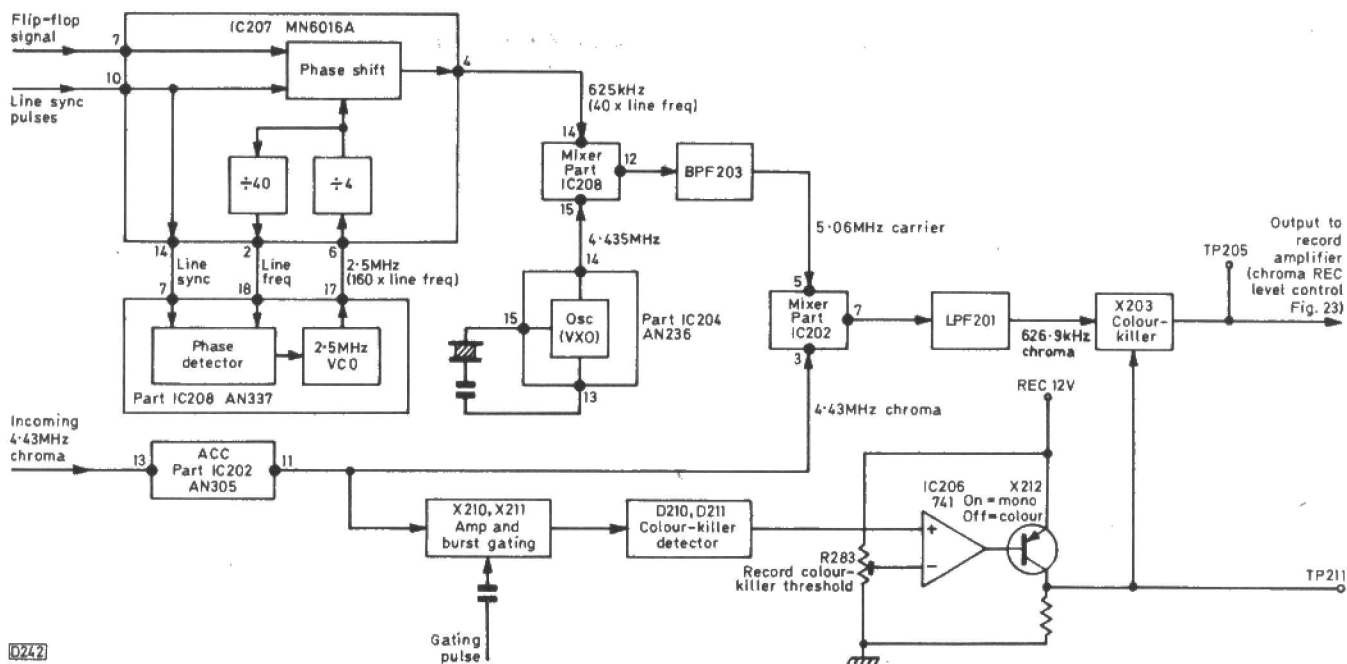 Flip-flop
signal
7
IC207 MN6016A
Phase shift
4
10
Line sync
pulses
÷40
÷4
14
2
6
Line
sync
Line
freq
2·5MHz
(160 x line freq)
7
18
17
Phase
detector
2·5MHz
VCO
Part IC208 AN337
625kHz
(40 x line freq)
14
Mixer
Part
IC208
12
15
BPF203
4·435MHz
14
15
Osc
(VXO)
13
Part IC204
AN236
5·06MHz carrier
5
Mixer
Part
IC202
7
3
4·43MHz chroma
LPF201
626·9kHz
chroma
X203
Colour-
killer
TP205
Output to
record
amplifier
(chroma REC
level control
Fig. 23)
Incoming
4·43MHz
chroma
13
ACC
Part IC202
AN305
11
X210, X211
Amp and
burst gating
D210, D211
Colour-killer
detector
Gating
pulse
REC 12V
IC206
741
X212
On = mono
Off = colour
+
−
R283
Record colour-
killer threshold
TP211
D242